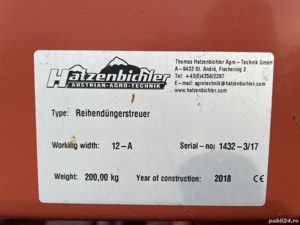 Hatzenbichler
AUSTRIAN-AGRO-TECHNIK
Thomas Hatzenbichler Agro - Technik GmbH
A - 9433 St. Andrä, Fischering 2
Tel: +43(0)4358/2287
eMail: agrotechnik@hatzenbichler.com
www.hatzenbichler.com
Type: Reihendüngerstreuer
Working width: 12-A
Serial-no: 1432-3/17
Weight: 200,00 kg
Year of construction: 2018
CE
publi24.ro